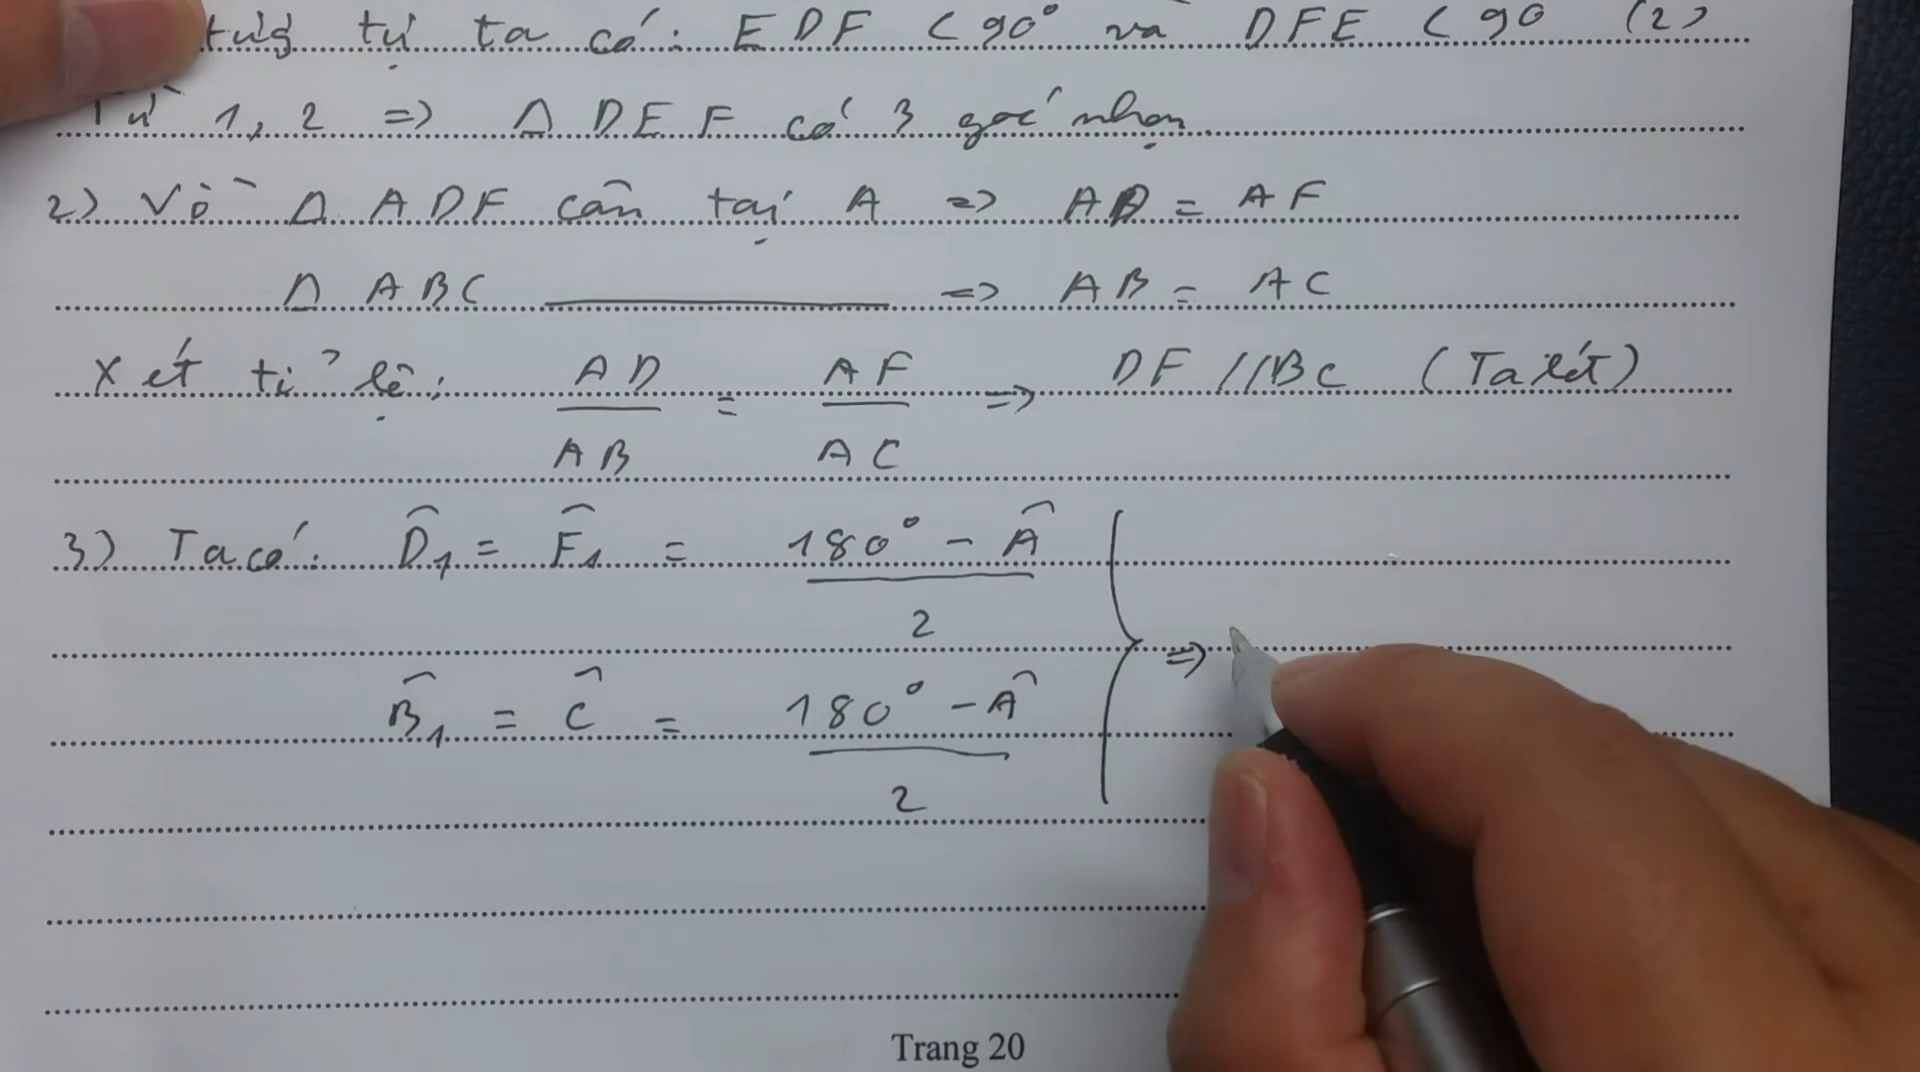 tương tự ta có: EDF < 90° và DFE < 90 (2)
Từ 1, 2 => Δ DEF có 3 góc nhọn.
2) Vì Δ ADF cân tại A => AD = AF
Δ ABC ——— => AB = AC
Xét tỉ lệ: AD/AB = AF/AC => DF // BC (Ta lét)
3) Ta có: D̂₁ = F̂₁ = (180° - Â)/2
B̂₁ = Ĉ = (180° - Â)/2 } =>
Trang 20